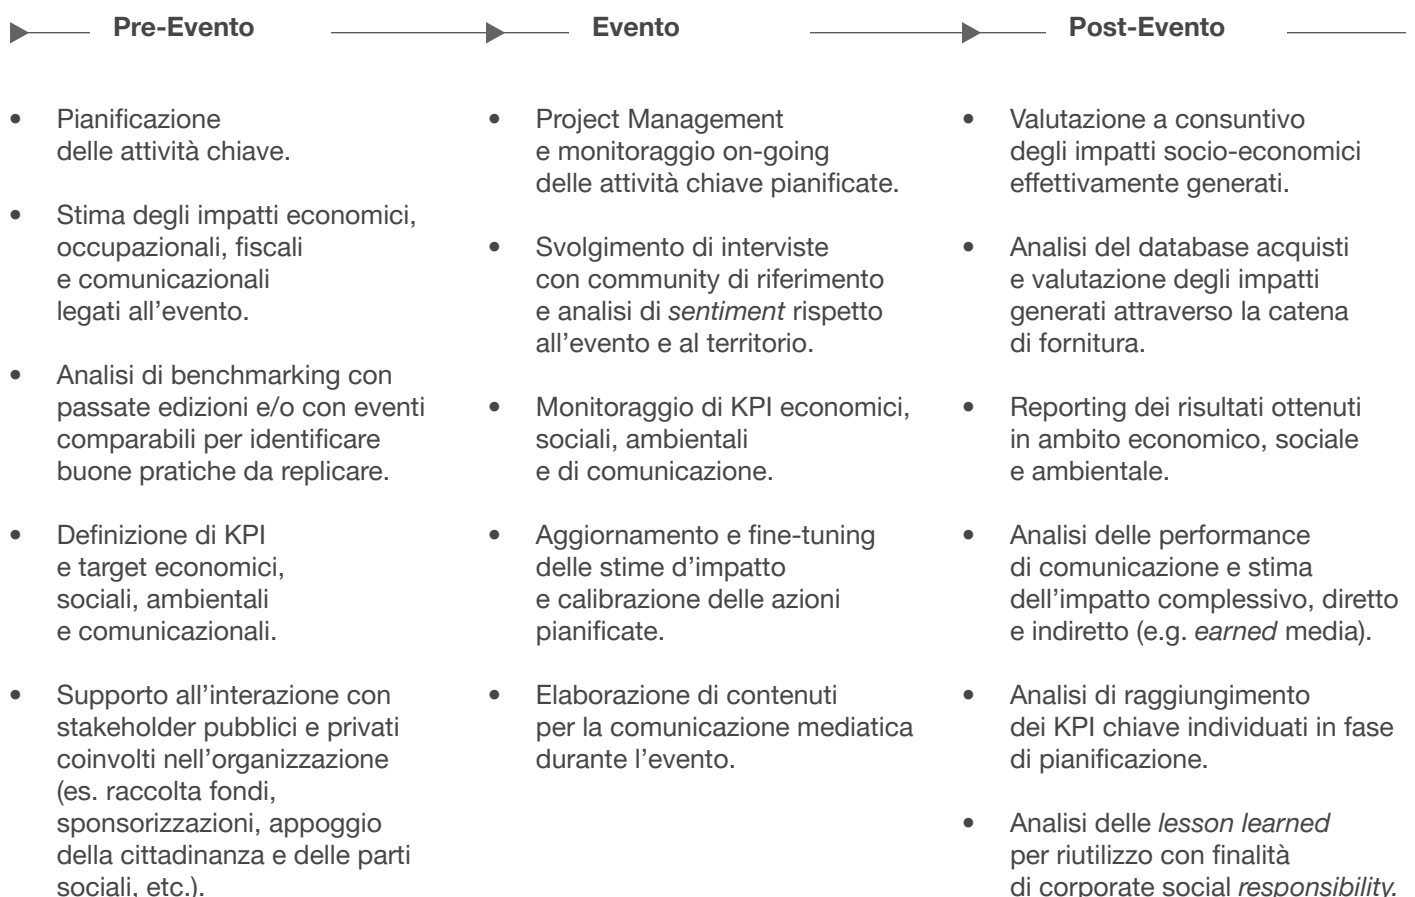 Pre-Evento
Evento
Post-Evento
• Pianificazione
delle attività chiave.
• Stima degli impatti economici,
occupazionali, fiscali
e comunicazionali
legati all’evento.
• Analisi di benchmarking con
passate edizioni e/o con eventi
comparabili per identificare
buone pratiche da replicare.
• Definizione di KPI
e target economici,
sociali, ambientali
e comunicazionali.
• Supporto all’interazione con
stakeholder pubblici e privati
coinvolti nell’organizzazione
(es. raccolta fondi,
sponsorizzazioni, appoggio
della cittadinanza e delle parti
sociali, etc.).
• Project Management
e monitoraggio on-going
delle attività chiave pianificate.
• Svolgimento di interviste
con community di riferimento
e analisi di sentiment rispetto
all’evento e al territorio.
• Monitoraggio di KPI economici,
sociali, ambientali
e di comunicazione.
• Aggiornamento e fine-tuning
delle stime d’impatto
e calibrazione delle azioni
pianificate.
• Elaborazione di contenuti
per la comunicazione mediatica
durante l’evento.
• Valutazione a consuntivo
degli impatti socio-economici
effettivamente generati.
• Analisi del database acquisti
e valutazione degli impatti
generati attraverso la catena
di fornitura.
• Reporting dei risultati ottenuti
in ambito economico, sociale
e ambientale.
• Analisi delle performance
di comunicazione e stima
dell’impatto complessivo, diretto
e indiretto (e.g. earned media).
• Analisi di raggiungimento
dei KPI chiave individuati in fase
di pianificazione.
• Analisi delle lesson learned
per riutilizzo con finalità
di corporate social responsibility.